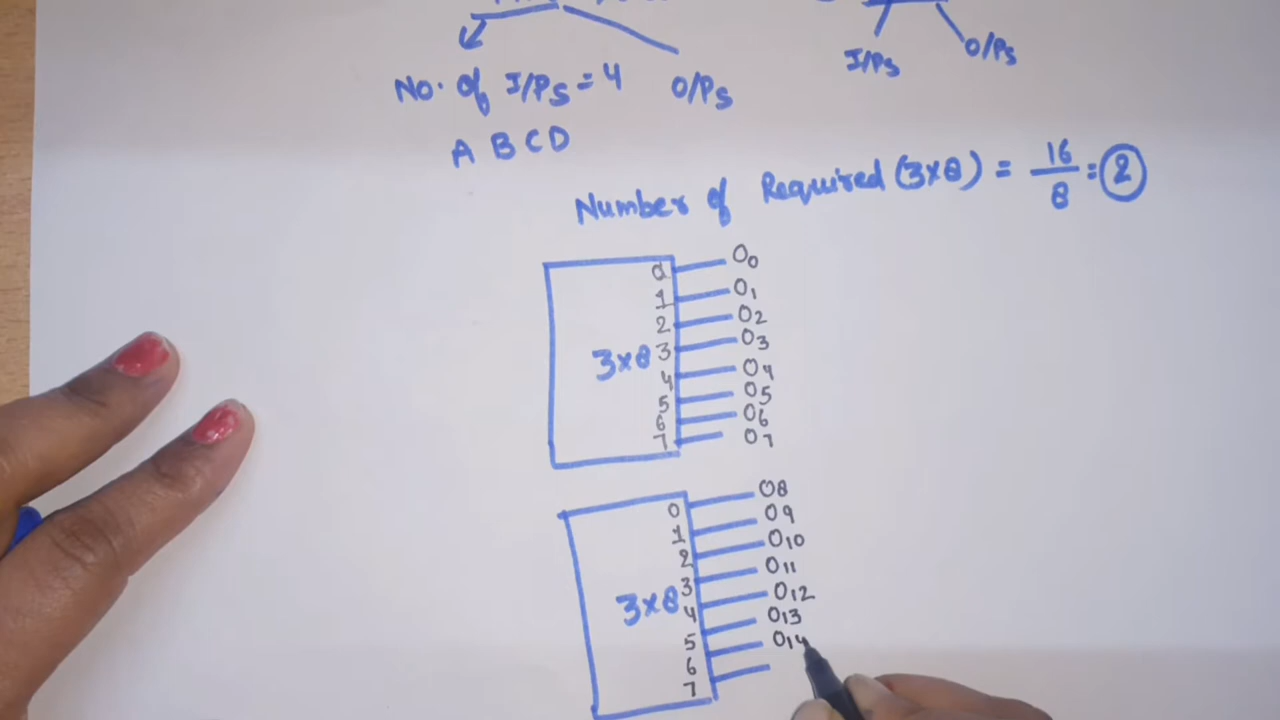 No. of I/Ps = 4 O/Ps
I/Ps O/Ps
A B C D
Number of Required (3×8) = 16/8 = 2
0 O0
1 O1
2 O2
3×8 3 O3
4 O4
5 O5
6 O6
7 O7
0 O8
1 O9
2 O10
3×8 3 O11
4 O12
5 O13
6 O14
7